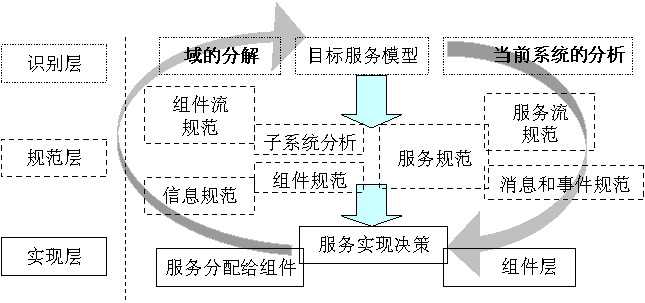 识别层
域的分解
目标服务模型
当前系统的分析
组件流
规范
服务流
规范
规范层
子系统分析
服务规范
组件规范
信息规范
消息和事件规范
实现层
服务实现决策
服务分配给组件
组件层